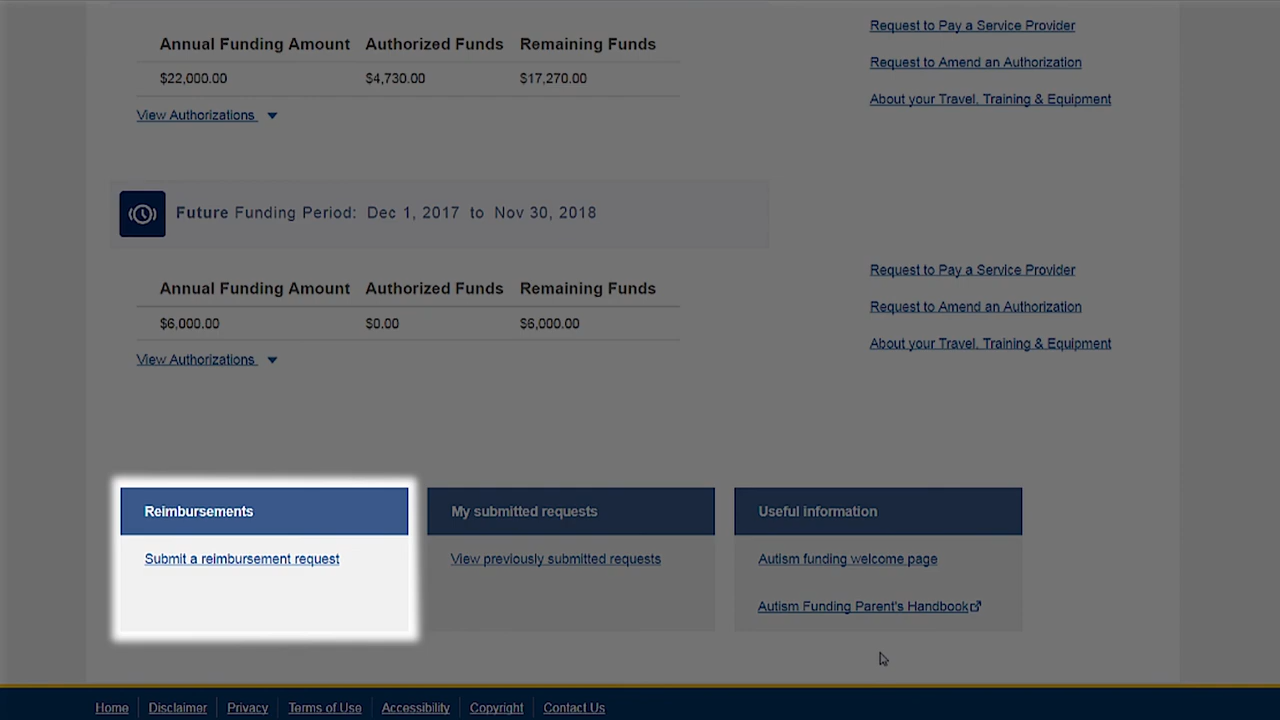 Request to Pay a Service Provider
Annual Funding Amount Authorized Funds Remaining Funds
Request to Amend an Authorization
$22,000.00 $4,730.00 $17,270.00
About your Travel, Training & Equipment
View Authorizations
Future Funding Period: Dec 1, 2017 to Nov 30, 2018
Request to Pay a Service Provider
Annual Funding Amount Authorized Funds Remaining Funds
Request to Amend an Authorization
$6,000.00 $0.00 $6,000.00
About your Travel, Training & Equipment
View Authorizations
Reimbursements
Submit a reimbursement request
My submitted requests
View previously submitted requests
Useful information
Autism funding welcome page
Autism Funding Parent's Handbook
Home Disclaimer Privacy Terms of Use Accessibility Copyright Contact Us